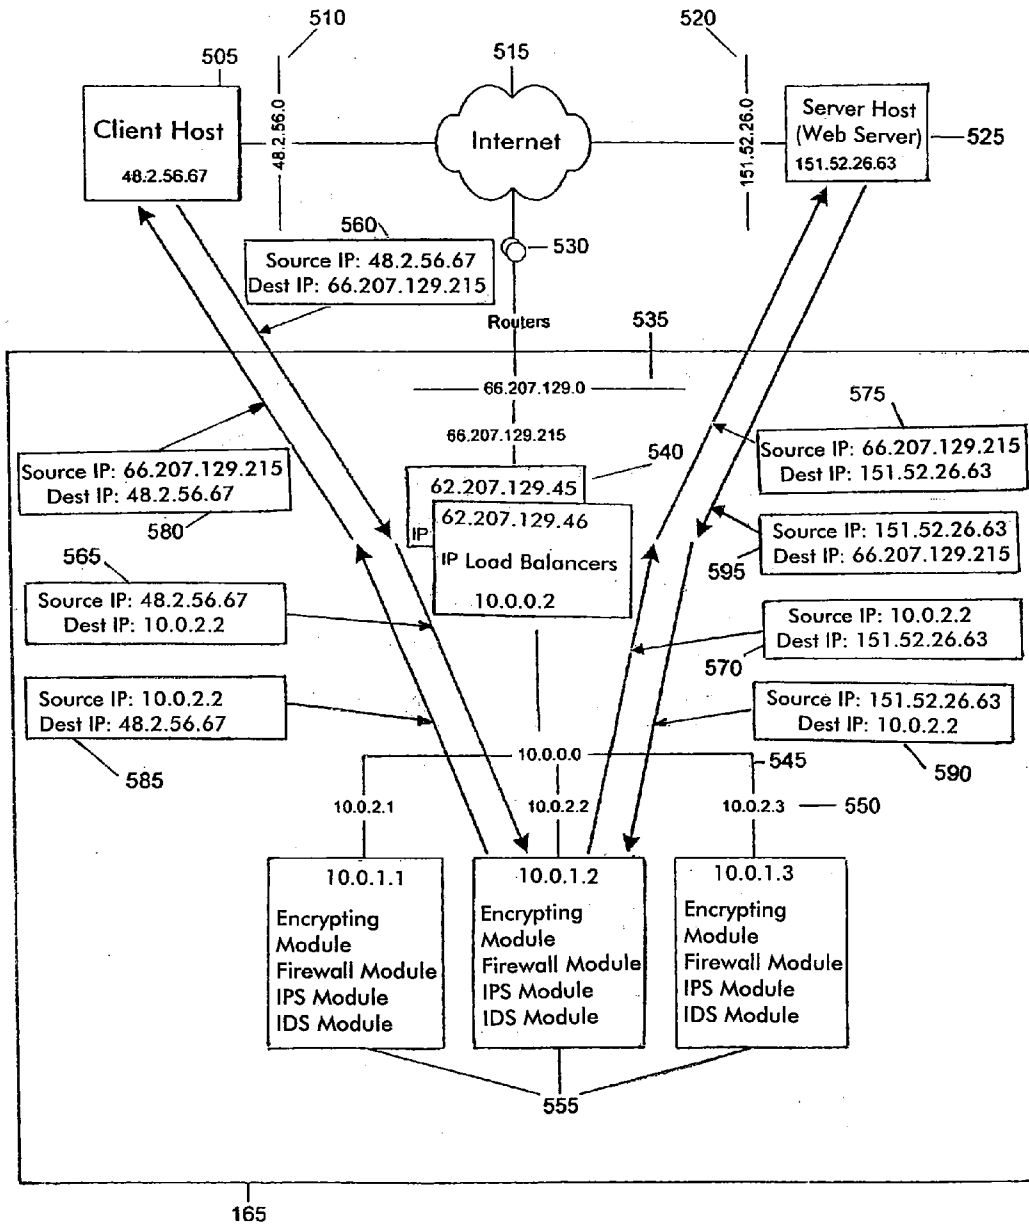 510
520
505
515
Client Host
48.2.56.67
48.2.56.0
Internet
151.52.26.0
Server Host
(Web Server)
151.52.26.63
525
560
Source IP: 48.2.56.67
Dest IP: 66.207.129.215
530
Routers
535
66.207.129.0
575
66.207.129.215
540
Source IP: 66.207.129.215
Dest IP: 48.2.56.67
580
62.207.129.45
IP
62.207.129.46
IP Load Balancers
10.0.0.2
Source IP: 66.207.129.215
Dest IP: 151.52.26.63
Source IP: 151.52.26.63
Dest IP: 66.207.129.215
595
565
Source IP: 48.2.56.67
Dest IP: 10.0.2.2
Source IP: 10.0.2.2
Dest IP: 151.52.26.63
570
Source IP: 10.0.2.2
Dest IP: 48.2.56.67
585
Source IP: 151.52.26.63
Dest IP: 10.0.2.2
590
10.0.0.0
545
10.0.2.1
10.0.2.2
10.0.2.3
550
10.0.1.1
Encrypting
Module
Firewall Module
IPS Module
IDS Module
10.0.1.2
Encrypting
Module
Firewall Module
IPS Module
IDS Module
10.0.1.3
Encrypting
Module
Firewall Module
IPS Module
IDS Module
555
165